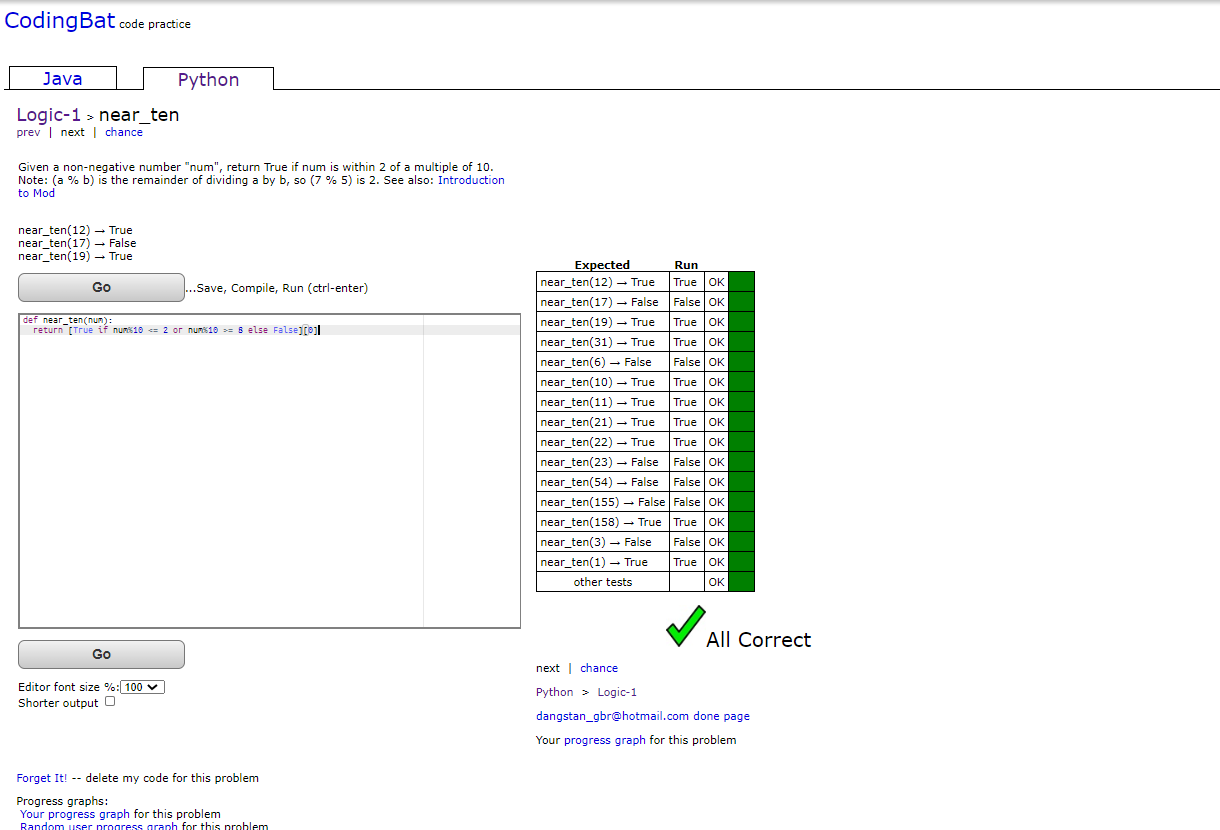 CodingBat code practice
Java
Python
Logic-1 > near_ten
prev | next | chance
Given a non-negative number "num", return True if num is within 2 of a multiple of 10.
Note: (a % b) is the remainder of dividing a by b, so (7 % 5) is 2. See also: Introduction
to Mod
near_ten(12) → True
near_ten(17) → False
near_ten(19) → True
Go
...Save, Compile, Run (ctrl-enter)
def near_ten(num):
return [True if num%10 <= 2 or num%10 >= 8 else False][0]
Go
Editor font size %: 100
Shorter output
Forget It! -- delete my code for this problem
Progress graphs:
Your progress graph for this problem
Random user progress graph for this problem
Expected Run
near_ten(12) → True True OK
near_ten(17) → False False OK
near_ten(19) → True True OK
near_ten(31) → True True OK
near_ten(6) → False False OK
near_ten(10) → True True OK
near_ten(11) → True True OK
near_ten(21) → True True OK
near_ten(22) → True True OK
near_ten(23) → False False OK
near_ten(54) → False False OK
near_ten(155) → False False OK
near_ten(158) → True True OK
near_ten(3) → False False OK
near_ten(1) → True True OK
other tests OK
All Correct
next | chance
Python > Logic-1
dangstan_gbr@hotmail.com done page
Your progress graph for this problem